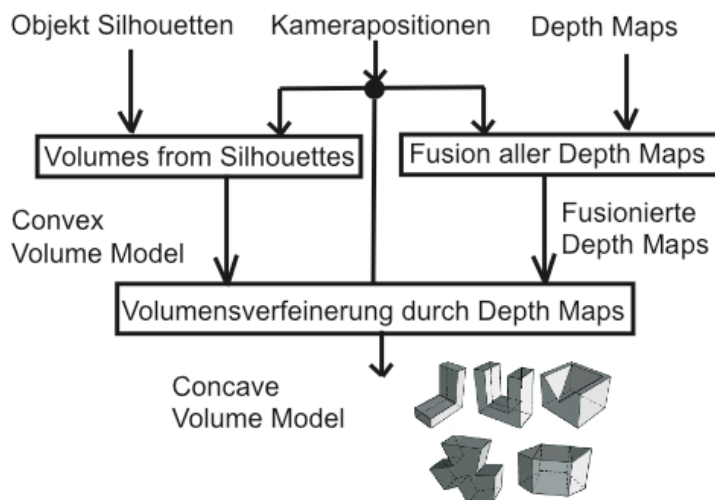 Objekt Silhouetten
Kamerapositionen
Depth Maps
Volumes from Silhouettes
Fusion aller Depth Maps
Convex
Volume Model
Fusionierte
Depth Maps
Volumensverfeinerung durch Depth Maps
Concave
Volume Model